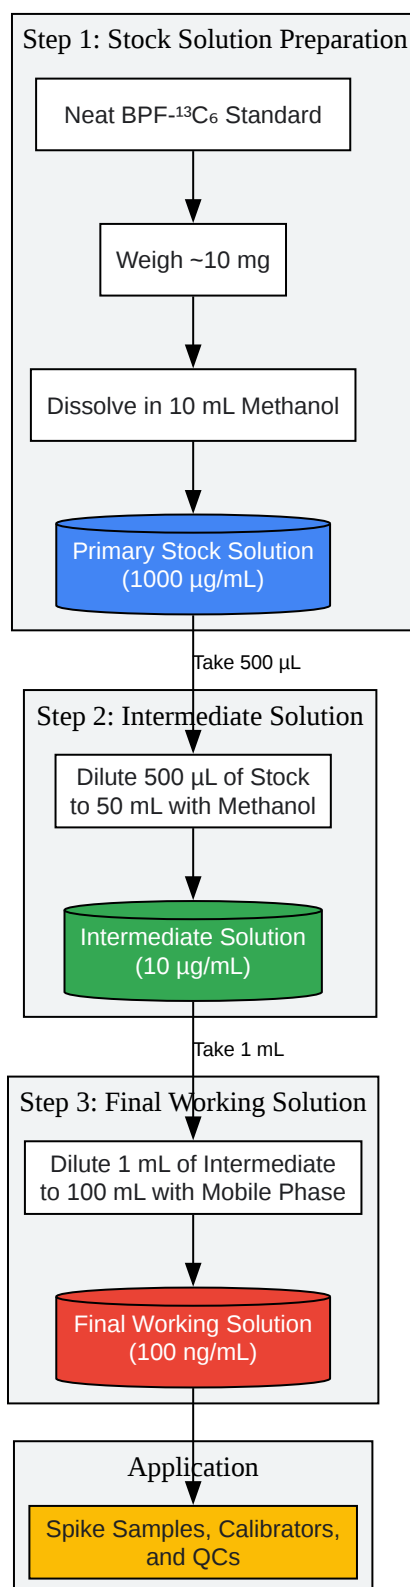 Step 1: Stock Solution Preparation
Neat BPF-¹³C₆ Standard
Weigh ~10 mg
Dissolve in 10 mL Methanol
Primary Stock Solution
(1000 µg/mL)
Take 500 µL
Step 2: Intermediate Solution
Dilute 500 µL of Stock
to 50 mL with Methanol
Intermediate Solution
(10 µg/mL)
Take 1 mL
Step 3: Final Working Solution
Dilute 1 mL of Intermediate
to 100 mL with Mobile Phase
Final Working Solution
(100 ng/mL)
Application
Spike Samples, Calibrators,
and QCs